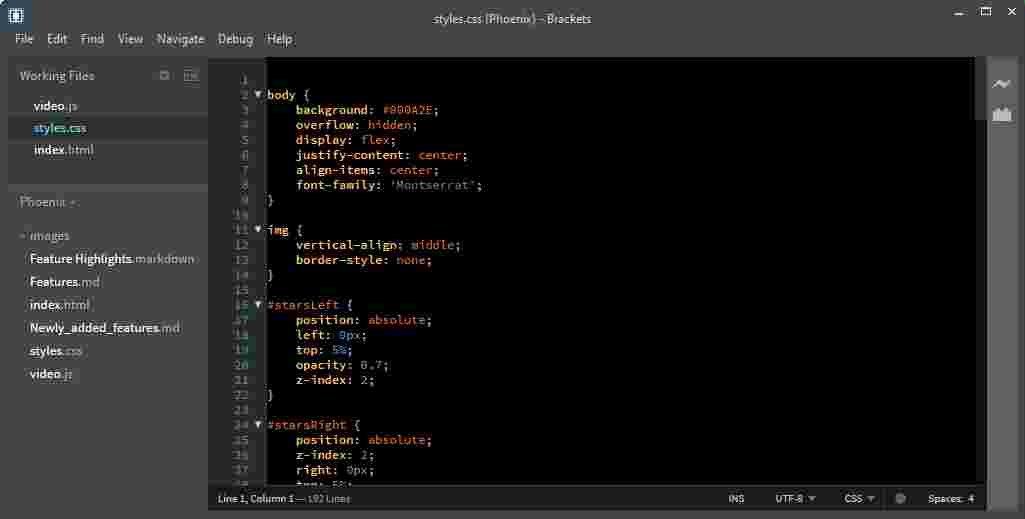 styles.css (Phoenix) - Brackets
File Edit Find View Navigate Debug Help
Working Files
video.js
styles.css
index.html
Phoenix
images
Feature Highlights.markdown
Features.md
index.html
Newly_added_features.md
styles.css
video.js
1
2 body {
3 background: #000A2E;
4 overflow: hidden;
5 display: flex;
6 justify-content: center;
7 align-items: center;
8 font-family: 'Montserrat';
9 }
10
11 img {
12 vertical-align: middle;
13 border-style: none;
14 }
15
16 #starsLeft {
17 position: absolute;
18 left: 0px;
19 top: 5%;
20 opacity: 0.7;
21 z-index: 2;
22 }
23
24 #starsRight {
25 position: absolute;
26 z-index: 2;
27 right: 0px;
28 top: 5%;
Line 1, Column 1 — 192 Lines INS UTF-8 CSS Spaces: 4